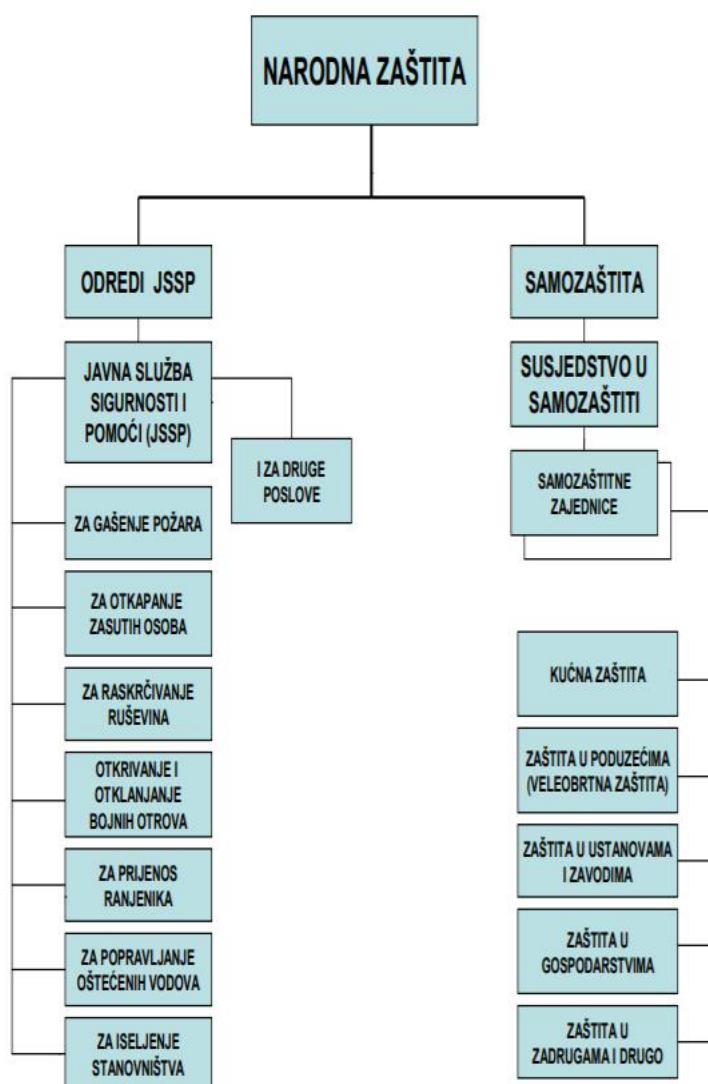 NARODNA ZAŠTITA
ODREDI JSSP
JAVNA SLUŽBA
SIGURNOSTI I
POMOĆI (JSSP)
I ZA DRUGE
POSLOVE
ZA GAŠENJE POŽARA
ZA OTKAPANJE
ZASUTIH OSOBA
ZA RASKRČIVANJE
RUŠEVINA
OTKRIVANJE I
OTKLANJANJE
BOJNIH OTROVA
ZA PRIJENOS
RANJENIKA
ZA POPRAVLJANJE
OŠTEĆENIH VODOVA
ZA ISELJENJE
STANOVNIŠTVA
SAMOZAŠTITA
SUSJEDSTVO U
SAMOZAŠTITI
SAMOZAŠTITNE
ZAJEDNICE
KUĆNA ZAŠTITA
ZAŠTITA U PODUZEĆIMA
(VELEOBRTNA ZAŠTITA)
ZAŠTITA U USTANOVAMA
I ZAVODIMA
ZAŠTITA U
GOSPODARSTVIMA
ZAŠTITA U
ZADRUGAMA I DRUGO